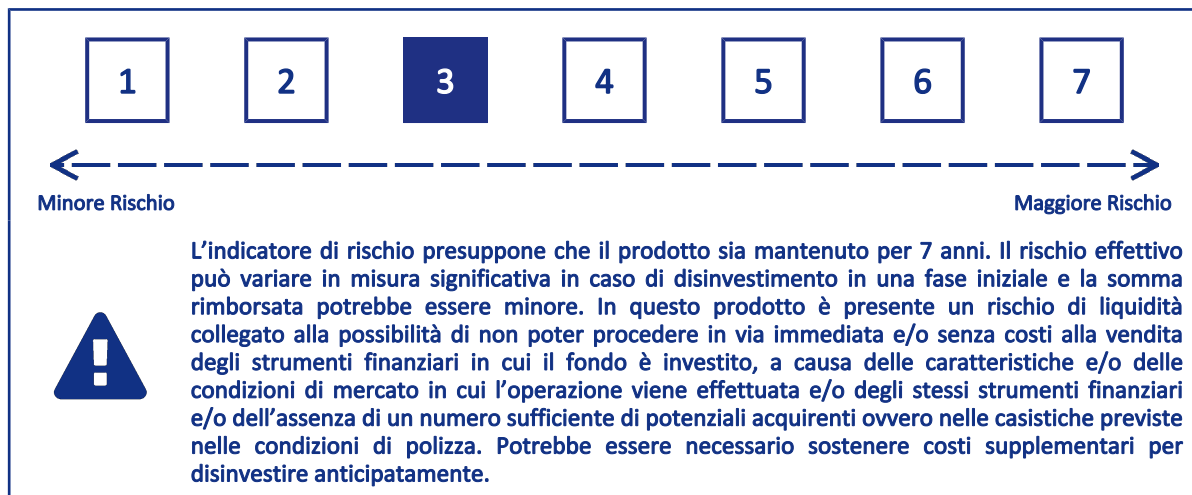 1 2 3 4 5 6 7
Minore Rischio Maggiore Rischio
L’indicatore di rischio presuppone che il prodotto sia mantenuto per 7 anni. Il rischio effettivo
può variare in misura significativa in caso di disinvestimento in una fase iniziale e la somma
rimborsata potrebbe essere minore. In questo prodotto è presente un rischio di liquidità
collegato alla possibilità di non poter procedere in via immediata e/o senza costi alla vendita
degli strumenti finanziari in cui il fondo è investito, a causa delle caratteristiche e/o delle
condizioni di mercato in cui l’operazione viene effettuata e/o degli stessi strumenti finanziari
e/o dell’assenza di un numero sufficiente di potenziali acquirenti ovvero nelle casistiche previste
nelle condizioni di polizza. Potrebbe essere necessario sostenere costi supplementari per
disinvestire anticipatamente.